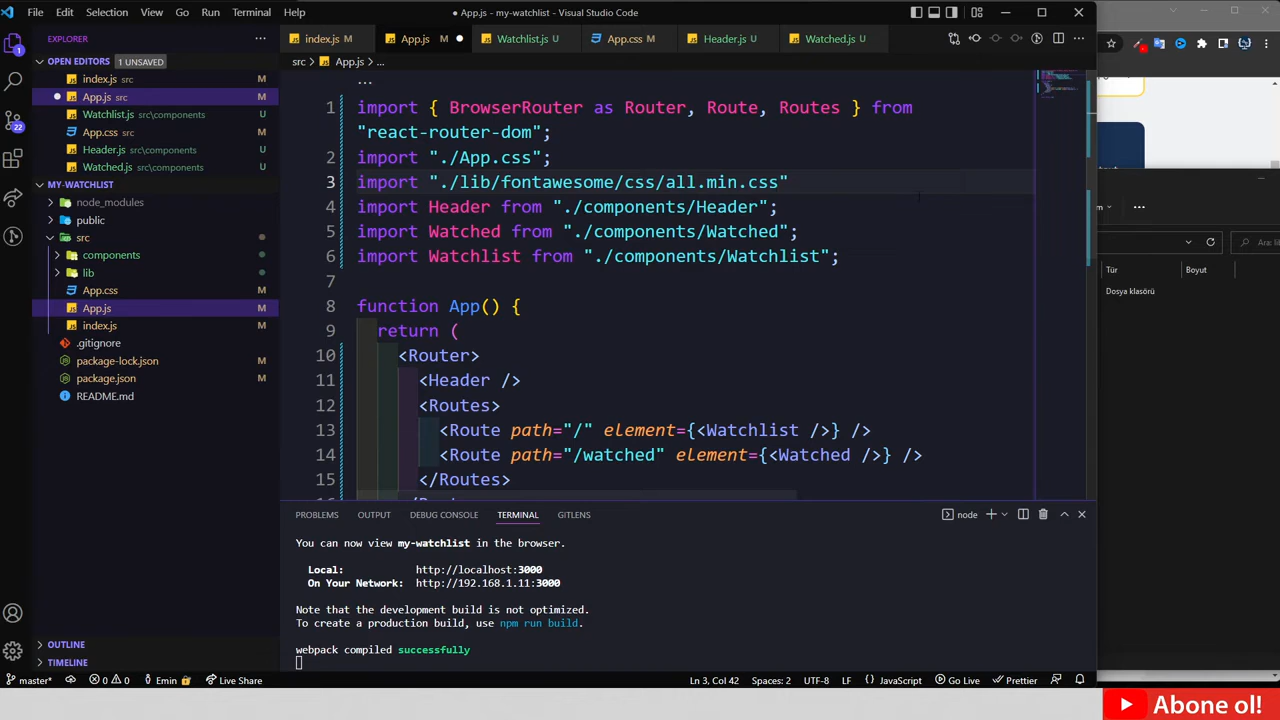 File Edit Selection View Go Run Terminal Help
● App.js - my-watchlist - Visual Studio Code
EXPLORER
index.js M
App.js M
Watchlist.js U
App.css M
Header.js U
Watched.js U
OPEN EDITORS 1 UNSAVED
index.js src M
App.js src M
Watchlist.js src\components U
App.css src M
Header.js src\components U
Watched.js src\components U
MY-WATCHLIST
node_modules
public
src
components
lib
App.css M
App.js M
index.js M
.gitignore
package-lock.json M
package.json M
README.md
OUTLINE
TIMELINE
1
22
src > App.js > ...
1 import { BrowserRouter as Router, Route, Routes } from
"react-router-dom";
2 import "./App.css";
3 import "./lib/fontawesome/css/all.min.css"
4 import Header from "./components/Header";
5 import Watched from "./components/Watched";
6 import Watchlist from "./components/Watchlist";
7
8 function App() {
9 return (
10 <Router>
11 <Header />
12 <Routes>
13 <Route path="/" element={<Watchlist />} />
14 <Route path="/watched" element={<Watched />} />
15 </Routes>
PROBLEMS OUTPUT DEBUG CONSOLE TERMINAL GITLENS
node
You can now view my-watchlist in the browser.
Local: http://localhost:3000
On Your Network: http://192.168.1.11:3000
Note that the development build is not optimized.
To create a production build, use npm run build.
webpack compiled successfully
master* 0 0 Emin Live Share
Ln 3, Col 42 Spaces: 2 UTF-8 LF { } JavaScript Go Live Prettier
Tür Boyut
Dosya klasörü
Abone ol!